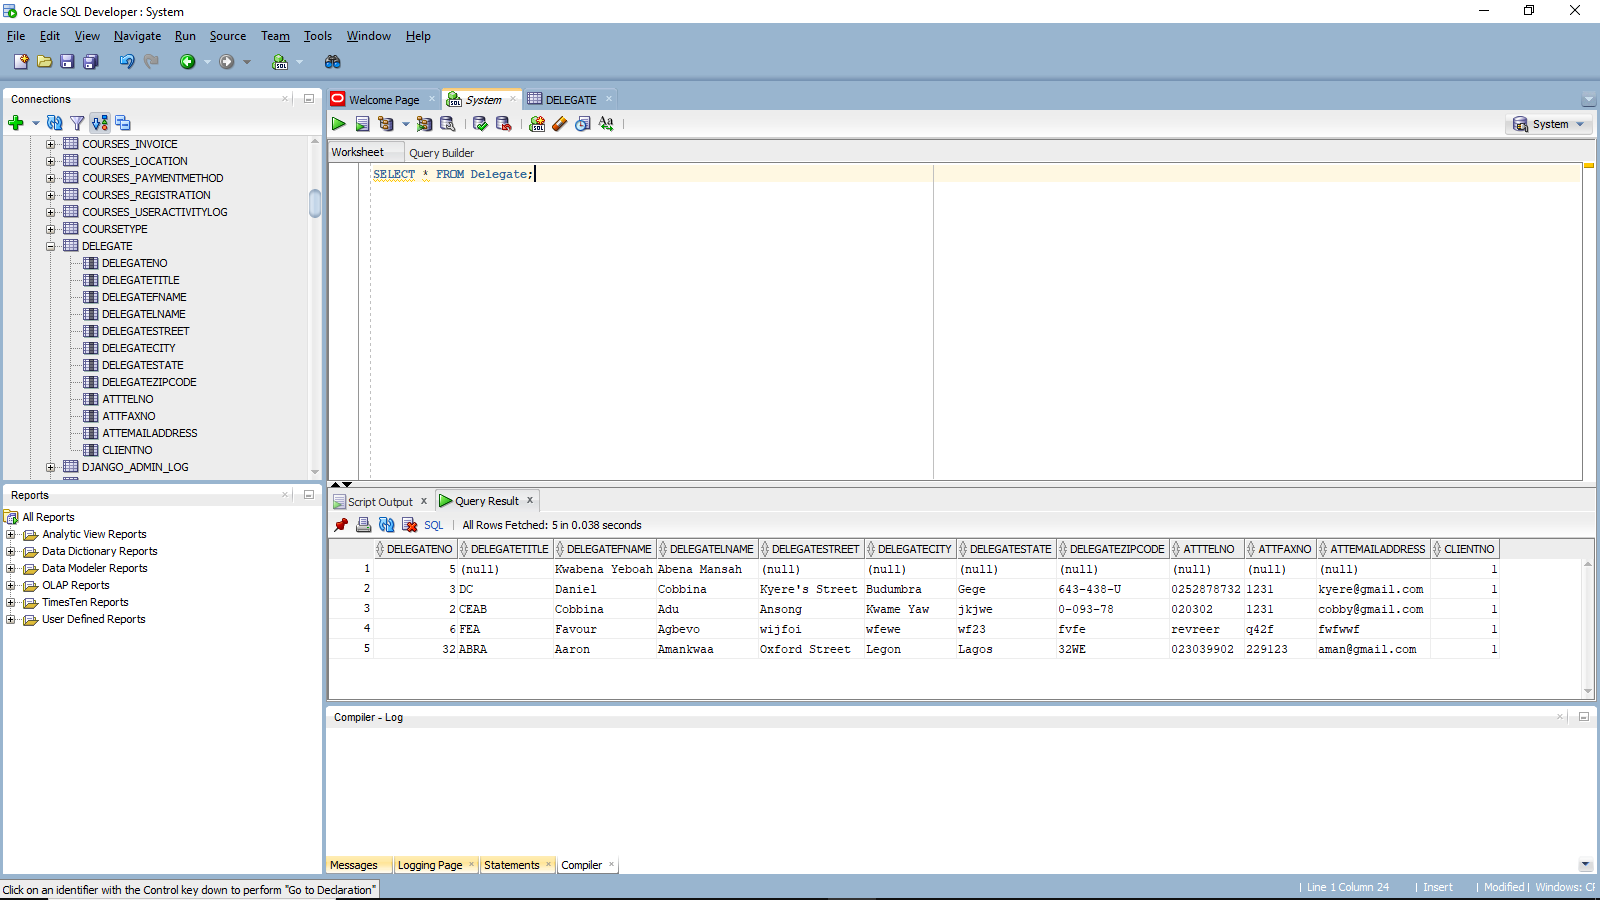 Oracle SQL Developer : System
File Edit View Navigate Run Source Team Tools Window Help
Connections
COURSES_INVOICE
COURSES_LOCATION
COURSES_PAYMENTMETHOD
COURSES_REGISTRATION
COURSES_USERACTIVITYLOG
COURSETYPE
DELEGATE
DELEGATENO
DELEGATETITLE
DELEGATEFNAME
DELEGATELNAME
DELEGATESTREET
DELEGATECITY
DELEGATESTATE
DELEGATEZIPCODE
ATTTELNO
ATTFAXNO
ATTEMAILADDRESS
CLIENTNO
DJANGO_ADMIN_LOG
Reports
All Reports
Analytic View Reports
Data Dictionary Reports
Data Modeler Reports
OLAP Reports
TimesTen Reports
User Defined Reports
Welcome Page System DELEGATE
System
Worksheet Query Builder
SELECT * FROM Delegate;
Script Output x Query Result x
SQL All Rows Fetched: 5 in 0.038 seconds
DELEGATENO DELEGATETITLE DELEGATEFNAME DELEGATELNAME DELEGATESTREET DELEGATECITY DELEGATESTATE DELEGATEZIPCODE ATTTELNO ATTFAXNO ATTEMAILADDRESS CLIENTNO
1 5 (null) Kwabena Yeboah Abena Mansah (null) (null) (null) (null) (null) (null) (null) 1
2 3 DC Daniel Cobbina Kyere's Street Budumbra Gege 643-438-U 0252878732 1231 kyere@gmail.com 1
3 2 CEAB Cobbina Adu Ansong Kwame Yaw jkjwe 0-093-78 020302 1231 cobby@gmail.com 1
4 6 FEA Favour Agbevo wijfoi wfewe wf23 fvfe revreer q42f fwfwwf 1
5 32 ABRA Aaron Amankwaa Oxford Street Legon Lagos 32WE 023039902 229123 aman@gmail.com 1
Compiler - Log
Messages Logging Page Statements Compiler
Click on an identifier with the Control key down to perform "Go to Declaration"
Line 1 Column 24 Insert Modified Windows: CF